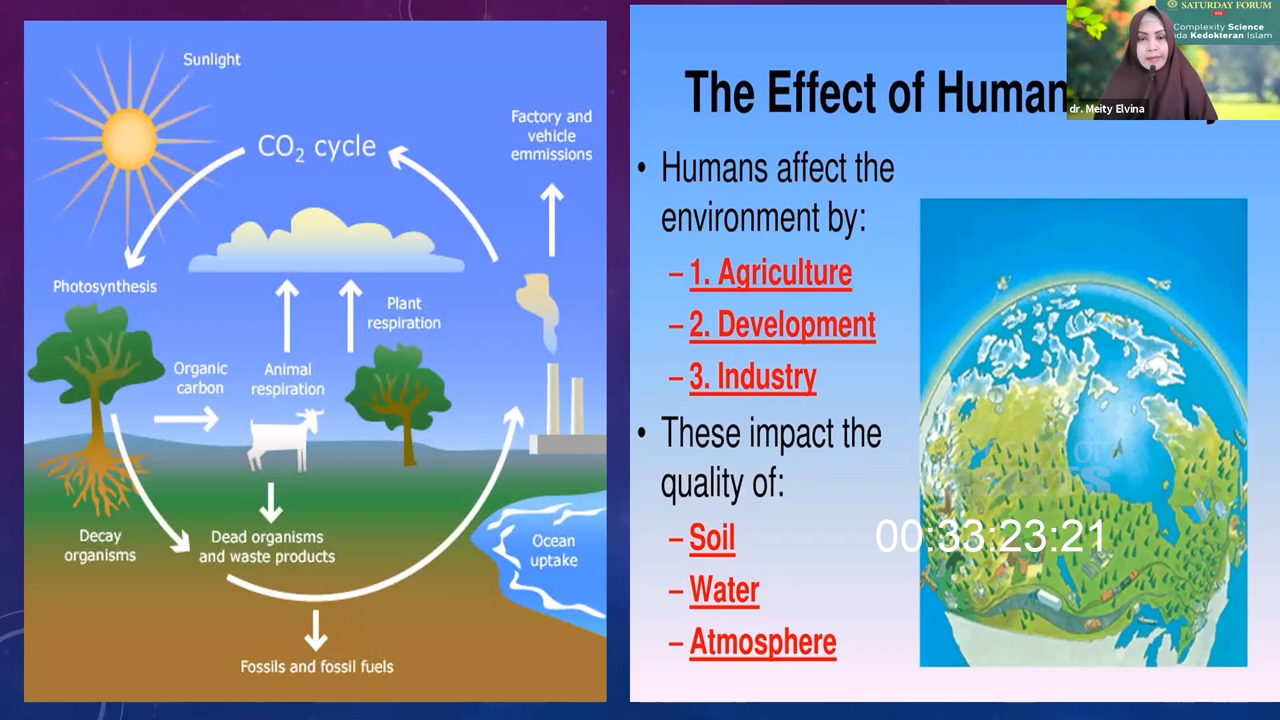 Sunlight
CO2 cycle
Factory and
vehicle
emmissions
Photosynthesis
Plant
respiration
Organic
carbon
Animal
respiration
Decay
organisms
Dead organisms
and waste products
Ocean
uptake
Fossils and fossil fuels
The Effect of Human
• Humans affect the
environment by:
– 1. Agriculture
– 2. Development
– 3. Industry
• These impact the
quality of:
– Soil
– Water
– Atmosphere
00:33:23:21
SATURDAY FORUM
Complexity Science
da Kedokteran Islam
dr. Meity Elvina